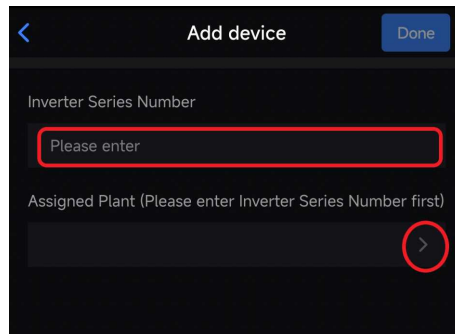 Add device
Done
Inverter Series Number
Please enter
Assigned Plant (Please enter Inverter Series Number first)